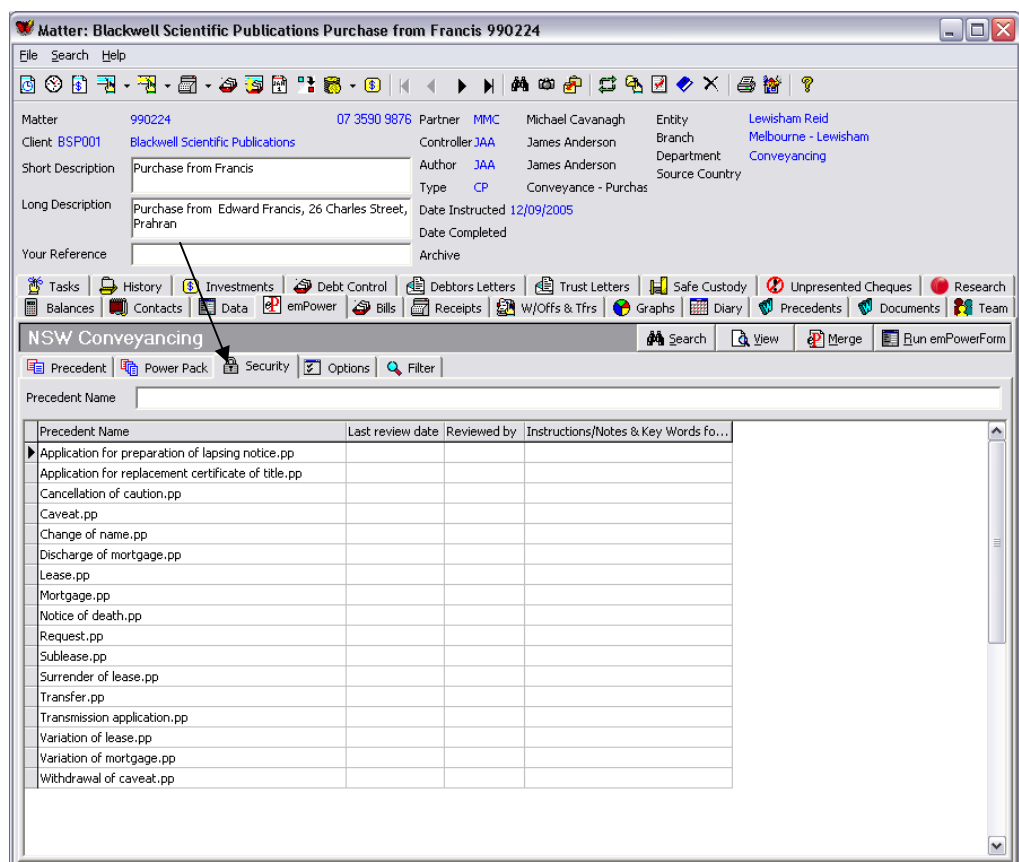 Matter: Blackwell Scientific Publications Purchase from Francis 990224
File Search Help
Matter 990224 07 3590 9876 Partner MMC Michael Cavanagh Entity Lewisham Reid
Client BSP001 Blackwell Scientific Publications Controller JAA James Anderson Branch Melbourne - Lewisham
Short Description Purchase from Francis Author JAA James Anderson Department Conveyancing
Type CP Conveyance - Purchas Source Country
Long Description Purchase from Edward Francis, 26 Charles Street, Date Instructed 12/09/2005
Prahran Date Completed
Your Reference Archive
Tasks History Investments Debt Control Debtors Letters Trust Letters Safe Custody Unpresented Cheques Research
Balances Contacts Data emPower Bills Receipts W/Offs & Tfrs Graphs Diary Precedents Documents Team
NSW Conveyancing Search View Merge Run emPowerForm
Precedent Power Pack Security Options Filter
Precedent Name
Precedent Name Last review date Reviewed by Instructions/Notes & Key Words fo...
Application for preparation of lapsing notice.pp
Application for replacement certificate of title.pp
Cancellation of caution.pp
Caveat.pp
Change of name.pp
Discharge of mortgage.pp
Lease.pp
Mortgage.pp
Notice of death.pp
Request.pp
Sublease.pp
Surrender of lease.pp
Transfer.pp
Transmission application.pp
Variation of lease.pp
Variation of mortgage.pp
Withdrawal of caveat.pp